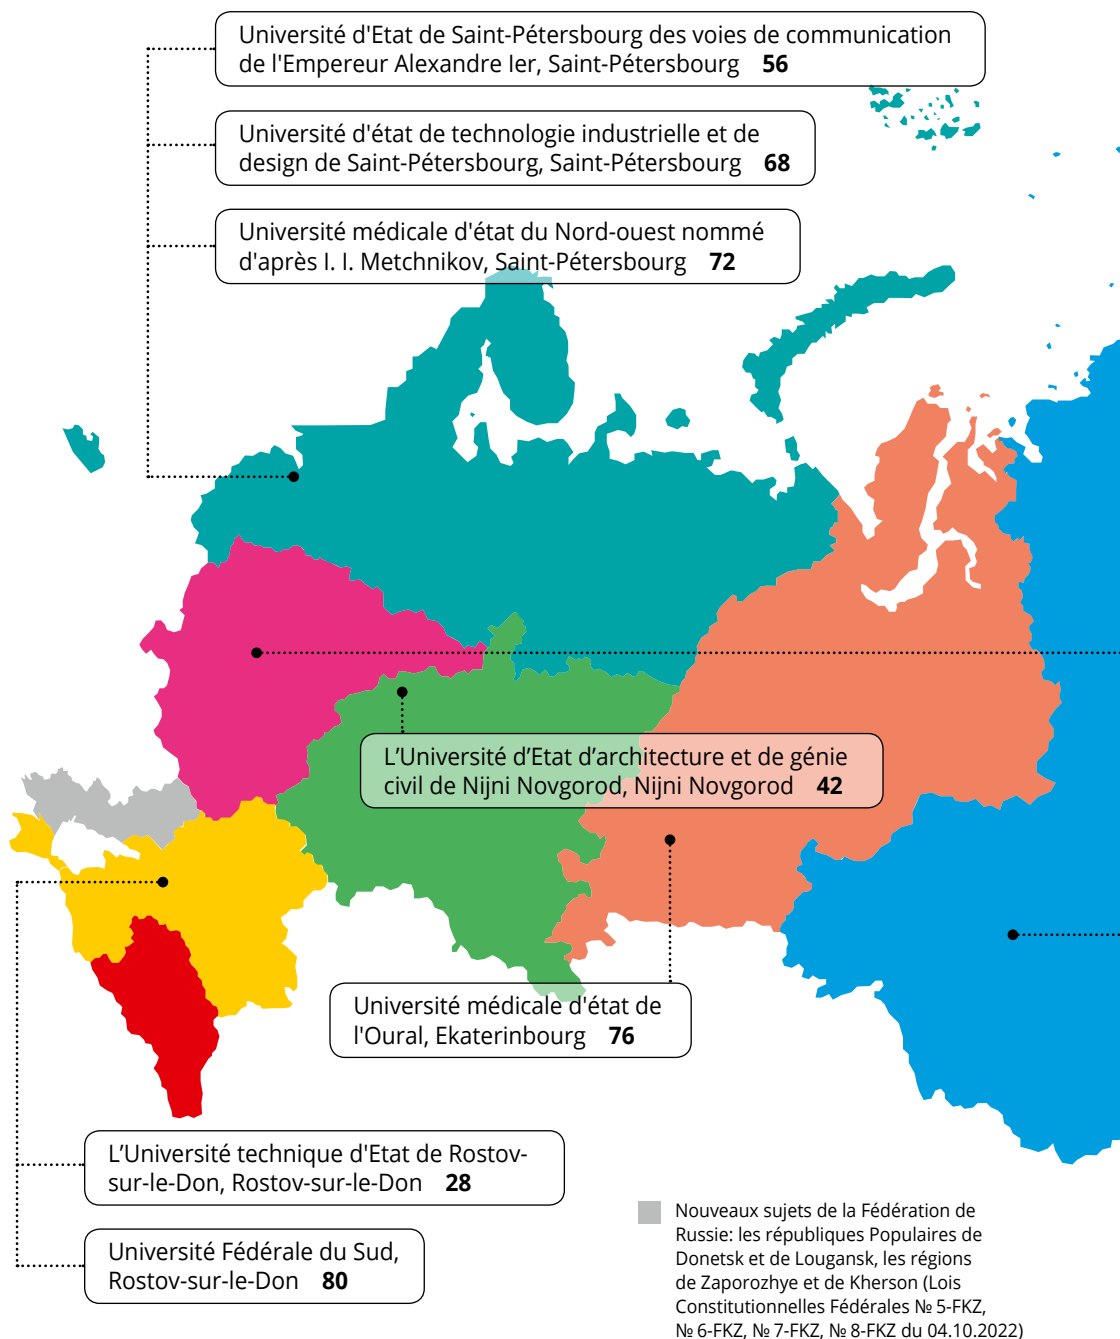 Université d'Etat de Saint-Pétersbourg des voies de communication
de l'Empereur Alexandre Ier, Saint-Pétersbourg 56
Université d'état de technologie industrielle et de
design de Saint-Pétersbourg, Saint-Pétersbourg 68
Université médicale d'état du Nord-ouest nommé
d'après I. I. Metchnikov, Saint-Pétersbourg 72
L’Université d’Etat d’architecture et de génie
civil de Nijni Novgorod, Nijni Novgorod 42
Université médicale d'état de
l'Oural, Ekaterinbourg 76
L’Université technique d'Etat de Rostov-
sur-le-Don, Rostov-sur-le-Don 28
Université Fédérale du Sud,
Rostov-sur-le-Don 80
Nouveaux sujets de la Fédération de
Russie: les républiques Populaires de
Donetsk et de Lougansk, les régions
de Zaporozhye et de Kherson (Lois
Constitutionnelles Fédérales № 5-FKZ,
№ 6-FKZ, № 7-FKZ, № 8-FKZ du 04.10.2022)